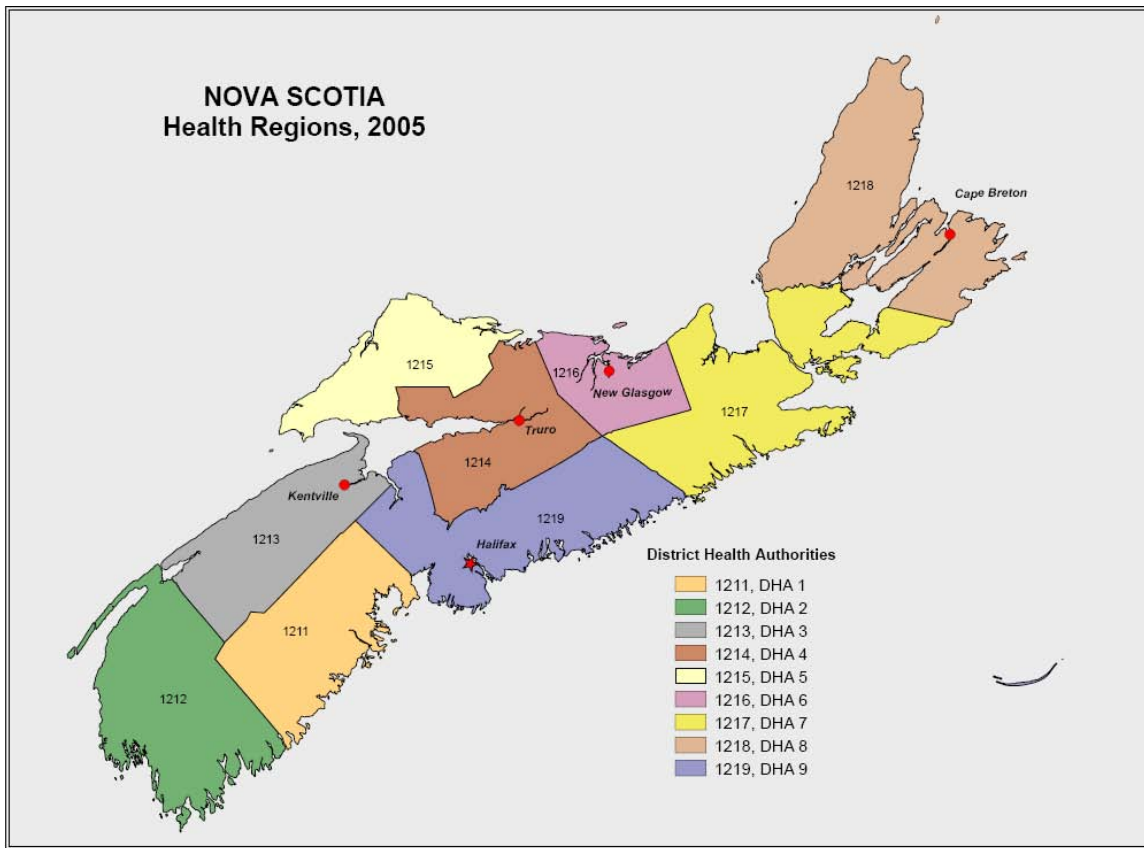 NOVA SCOTIA
Health Regions, 2005
1218
Cape Breton
1215
1216
New Glasgow
1217
Truro
1214
Kentville
1219
1213
Halifax
1211
1212
District Health Authorities
1211, DHA 1
1212, DHA 2
1213, DHA 3
1214, DHA 4
1215, DHA 5
1216, DHA 6
1217, DHA 7
1218, DHA 8
1219, DHA 9